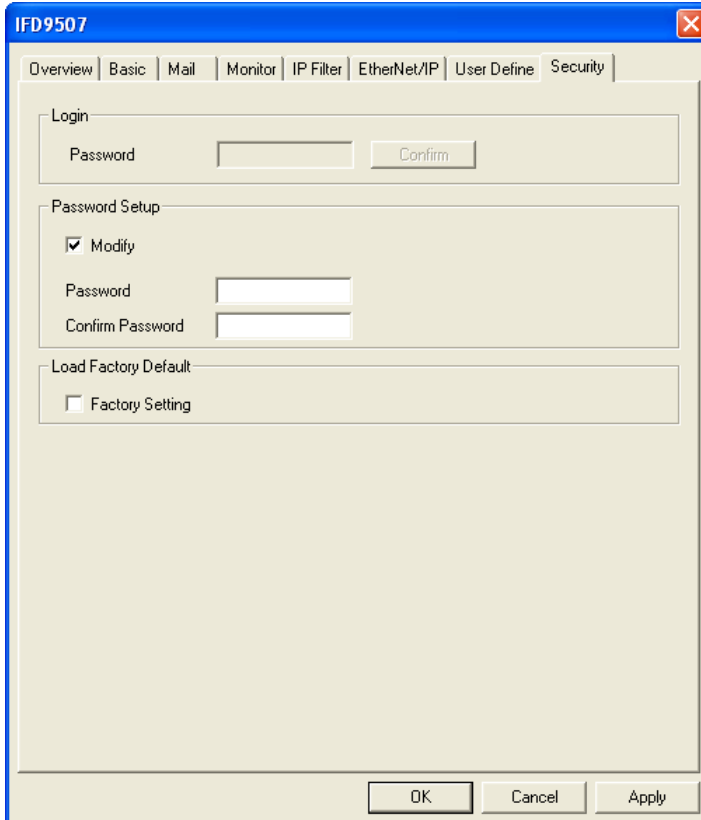 IFD9507
Overview Basic Mail Monitor IP Filter EtherNet/IP User Define Security
Login
Password Confirm
Password Setup
Modify
Password
Confirm Password
Load Factory Default
Factory Setting
OK Cancel Apply